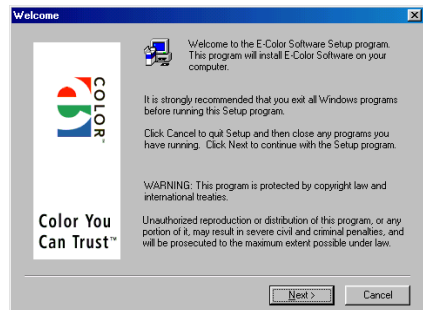 Welcome
Welcome to the E-Color Software Setup program.
This program will install E-Color Software on your
computer.
It is strongly recommended that you exit all Windows programs
before running this Setup program.
Click Cancel to quit Setup and then close any programs you
have running. Click Next to continue with the Setup program.
WARNING: This program is protected by copyright law and
international treaties.
Unauthorized reproduction or distribution of this program, or any
portion of it, may result in severe civil and criminal penalties, and
will be prosecuted to the maximum extent possible under law.
e
COLOR
Color You
Can Trust™
Next >
Cancel